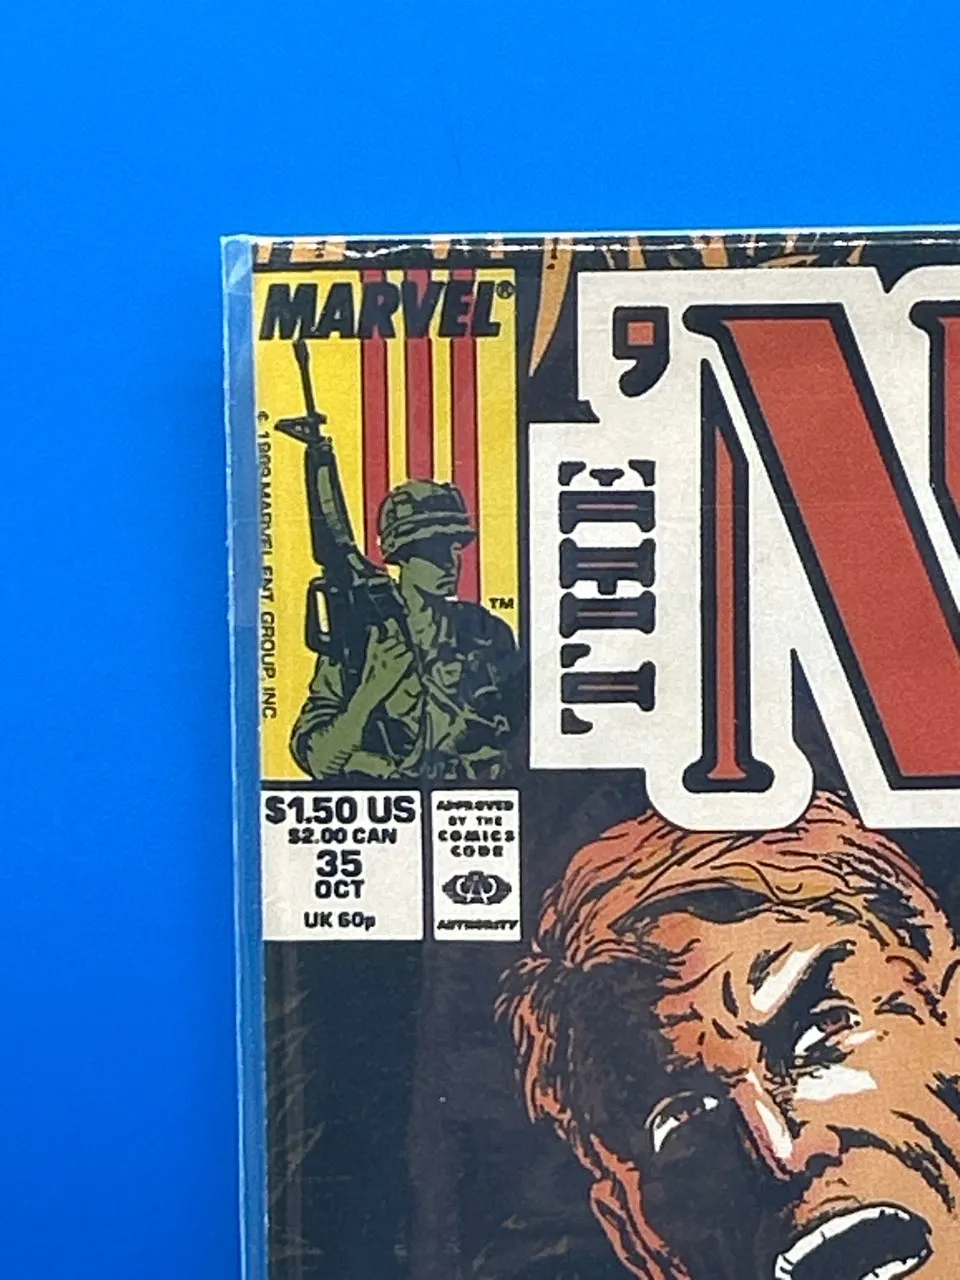 MARVEL®
'N
THE
TM
© 1989 MARVEL ENT. GROUP, INC
$1.50 US
$2.00 CAN
35
OCT
UK 60p
APPROVED
BY THE
COMICS
CODE
CA
AUTHORITY